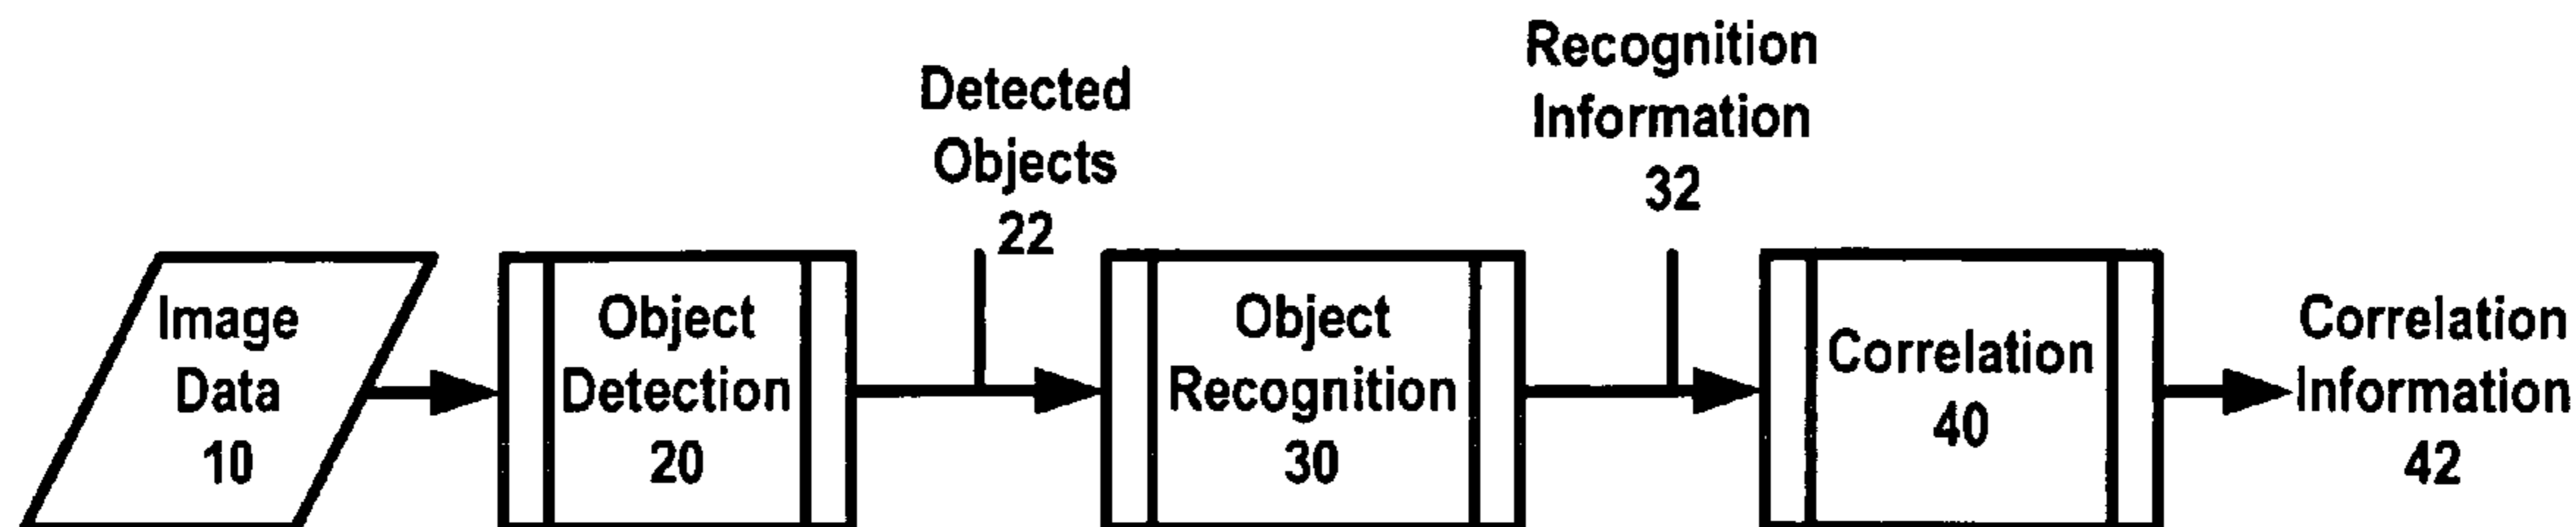 Image
Data
10
Object
Detection
20
Detected
Objects
22
Object
Recognition
30
Recognition
Information
32
Correlation
40
Correlation
Information
42